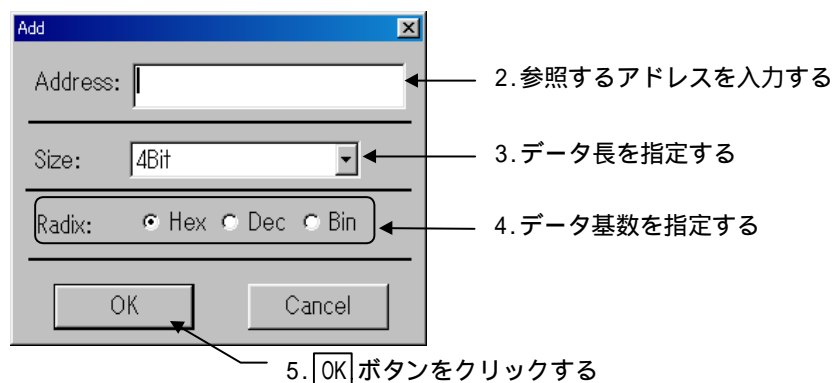 Add
Address:
2.参照するアドレスを入力する
Size: 4Bit
3.データ長を指定する
Radix: Hex Dec Bin
4.データ基数を指定する
OK Cancel
5.OKボタンをクリックする